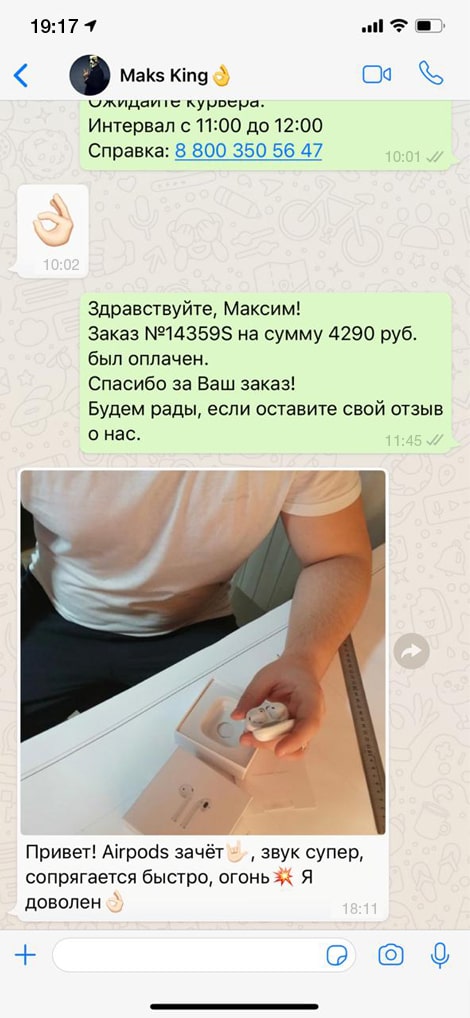 19:17
Maks King👌🏻
Ожидайте курьера.
Интервал с 11:00 до 12:00
Справка: 8 800 350 56 47
10:01
10:02
Здравствуйте, Максим!
Заказ №14359S на сумму 4290 руб.
был оплачен.
Спасибо за Ваш заказ!
Будем рады, если оставите свой отзыв
о нас.
11:45
Привет! Airpods зачёт🤟🏻, звук супер,
сопрягается быстро, огонь💥 Я
доволен👌🏻
18:11